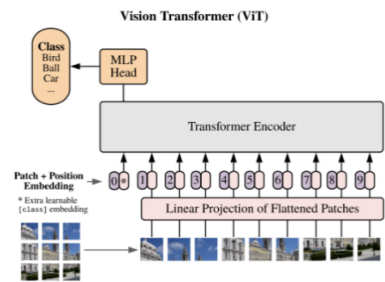 Vision Transformer (ViT)
Class
Bird
Ball
Car
...
MLP
Head
Transformer Encoder
Patch + Position
Embedding
0 * 1 2 3 4 5 6 7 8 9
* Extra learnable
[class] embedding
Linear Projection of Flattened Patches